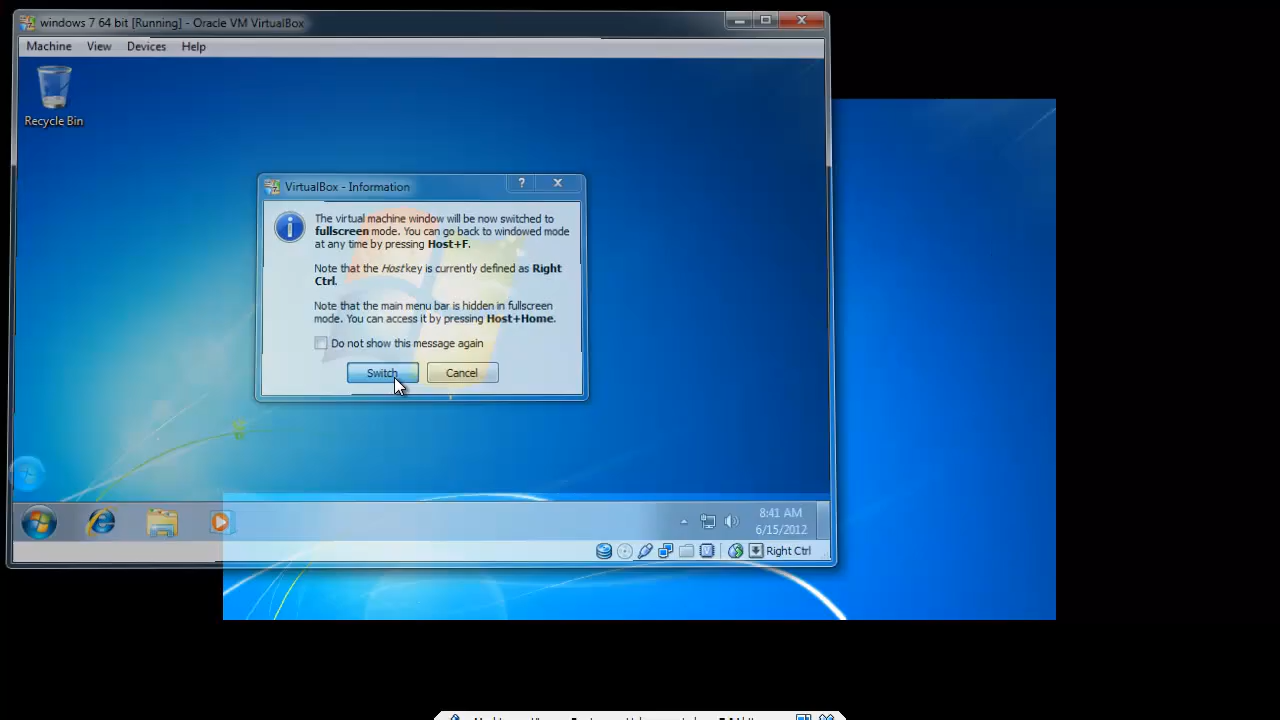 windows 7 64 bit [Running] - Oracle VM VirtualBox
Machine View Devices Help
Recycle Bin
VirtualBox - Information
The virtual machine window will be now switched to
fullscreen mode. You can go back to windowed mode
at any time by pressing Host+F.
Note that the Host key is currently defined as Right
Ctrl.
Note that the main menu bar is hidden in fullscreen
mode. You can access it by pressing Host+Home.
Do not show this message again
Switch Cancel
8:41 AM
6/15/2012
Right Ctrl